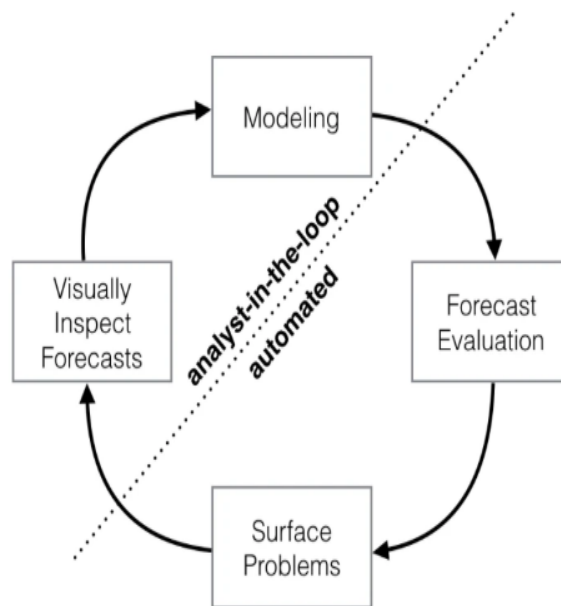 Modeling
analyst-in-the-loop
automated
Visually
Inspect
Forecasts
Forecast
Evaluation
Surface
Problems